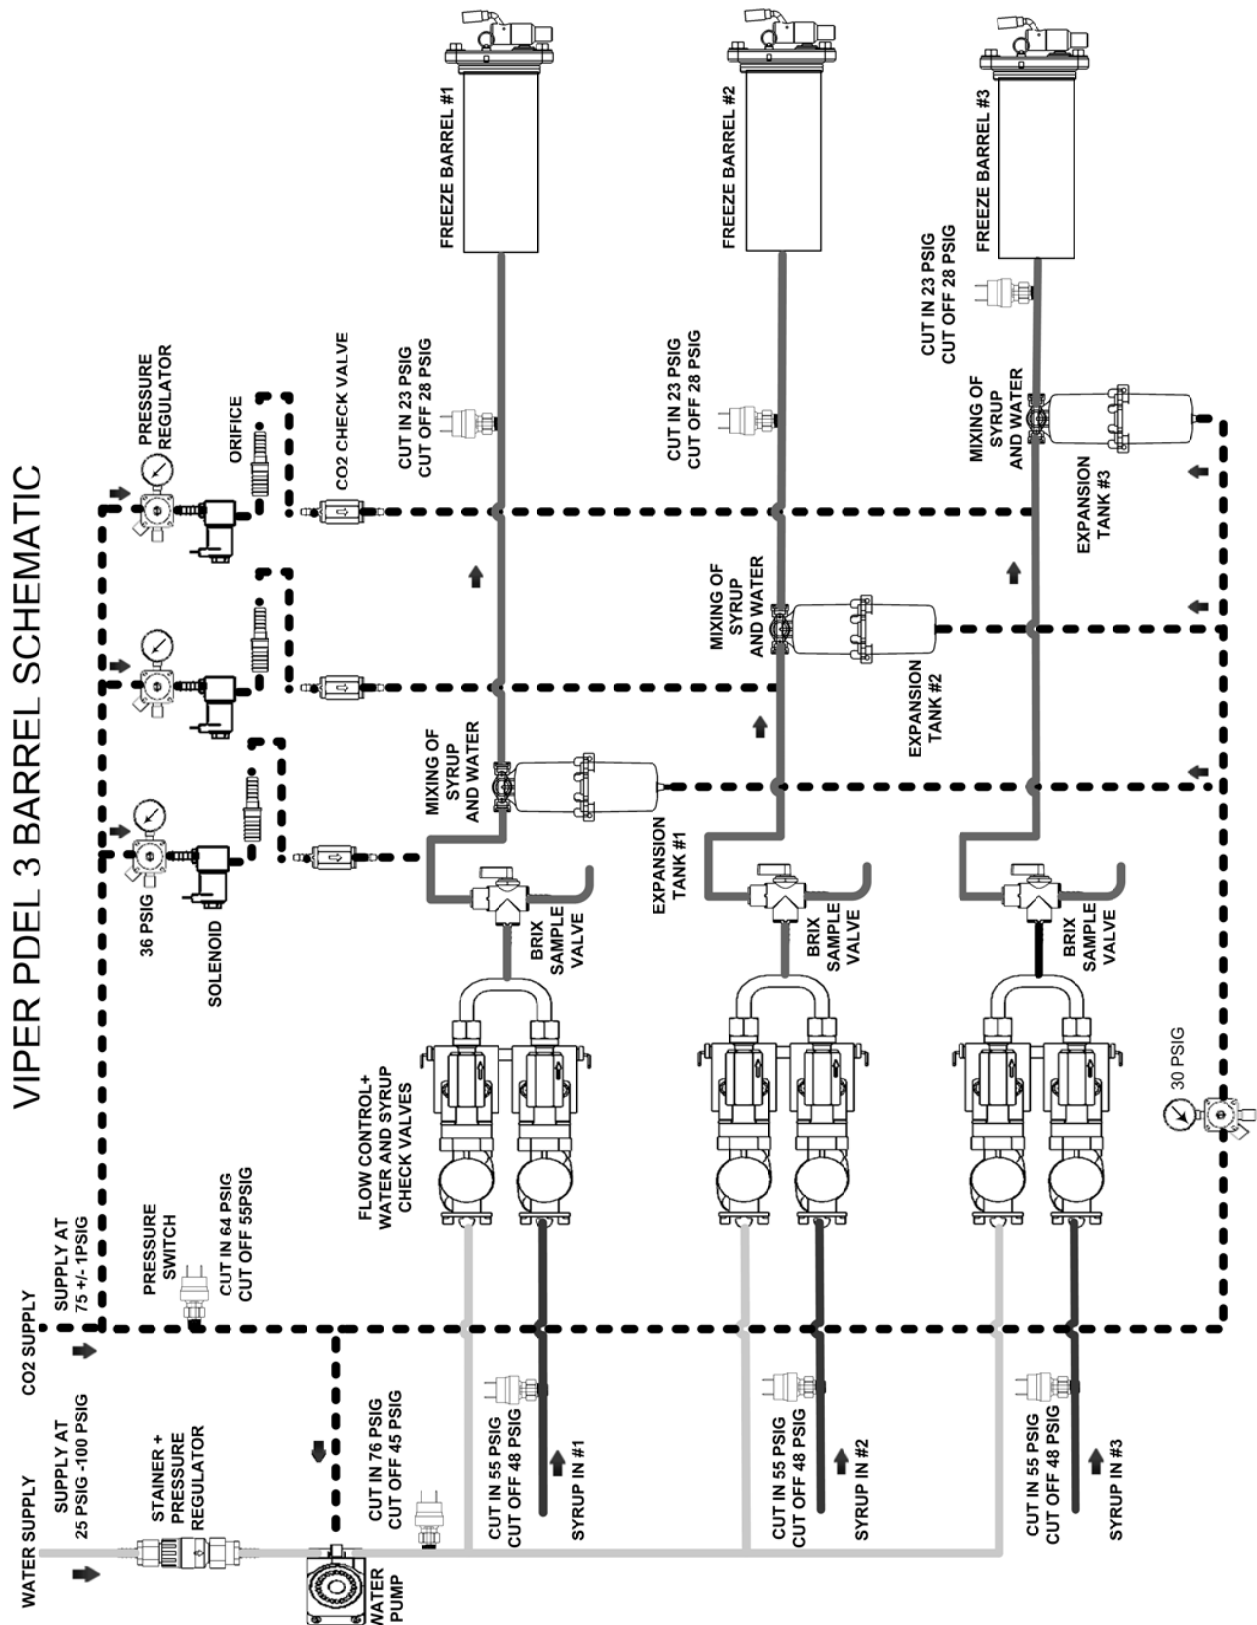 VIPER PDEL 3 BARREL SCHEMATIC
WATER SUPPLY
SUPPLY AT
25 PSIG -100 PSIG
STAINER +
PRESSURE
REGULATOR
WATER
PUMP
CUT IN 76 PSIG
CUT OFF 45 PSIG
CO2 SUPPLY
SUPPLY AT
75 +/- 1PSIG
PRESSURE
SWITCH
CUT IN 64 PSIG
CUT OFF 55PSIG
36 PSIG
SOLENOID
PRESSURE
REGULATOR
ORIFICE
CO2 CHECK VALVE
FLOW CONTROL+
WATER AND SYRUP
CHECK VALVES
CUT IN 55 PSIG
CUT OFF 48 PSIG
SYRUP IN #1
BRIX
SAMPLE
VALVE
MIXING OF
SYRUP
AND WATER
EXPANSION
TANK #1
CUT IN 23 PSIG
CUT OFF 28 PSIG
FREEZE BARREL #1
CUT IN 55 PSIG
CUT OFF 48 PSIG
SYRUP IN #2
BRIX
SAMPLE
VALVE
MIXING OF
SYRUP
AND WATER
EXPANSION
TANK #2
CUT IN 23 PSIG
CUT OFF 28 PSIG
FREEZE BARREL #2
CUT IN 55 PSIG
CUT OFF 48 PSIG
SYRUP IN #3
BRIX
SAMPLE
VALVE
MIXING OF
SYRUP
AND WATER
EXPANSION
TANK #3
CUT IN 23 PSIG
CUT OFF 28 PSIG
FREEZE BARREL #3
30 PSIG